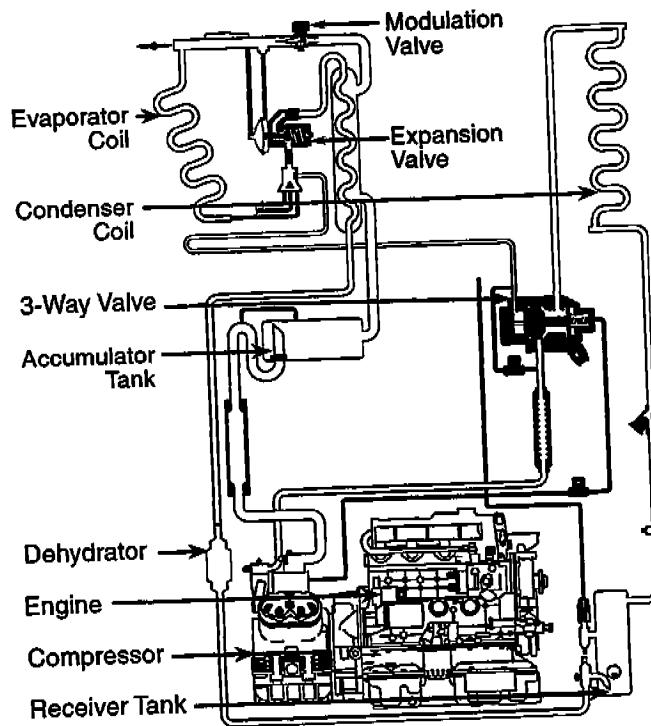 Modulation
Valve
Evaporator
Coil
Expansion
Valve
Condenser
Coil
3-Way Valve
Accumulator
Tank
Dehydrator
Engine
Compressor
Receiver Tank